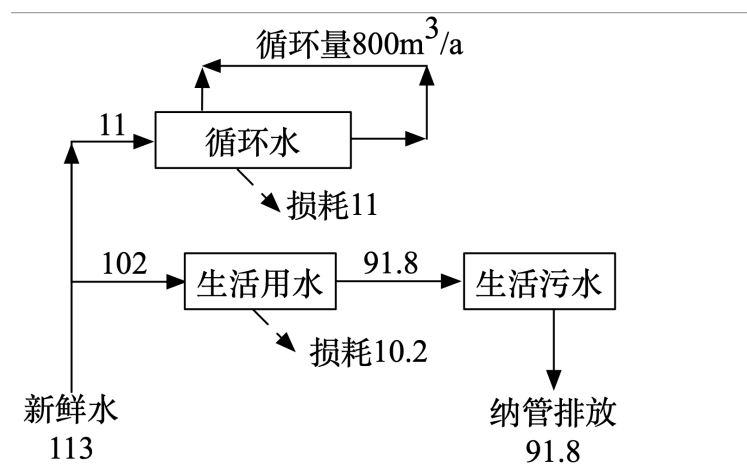 循环量800m³/a
11
循环水
损耗11
102
生活用水
91.8
生活污水
损耗10.2
新鲜水
113
纳管排放
91.8